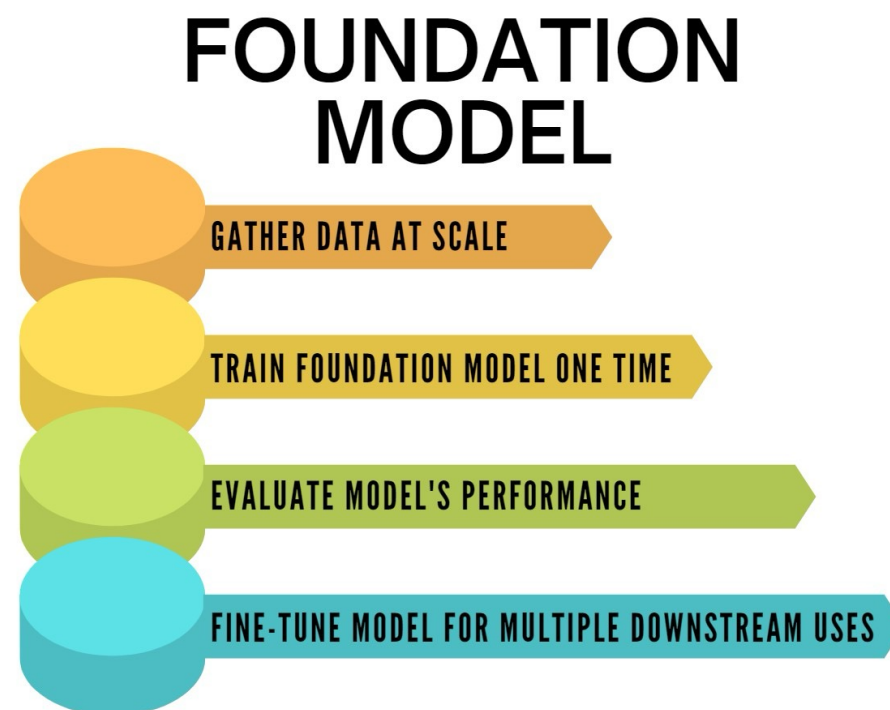 FOUNDATION
MODEL
GATHER DATA AT SCALE
TRAIN FOUNDATION MODEL ONE TIME
EVALUATE MODEL'S PERFORMANCE
FINE-TUNE MODEL FOR MULTIPLE DOWNSTREAM USES